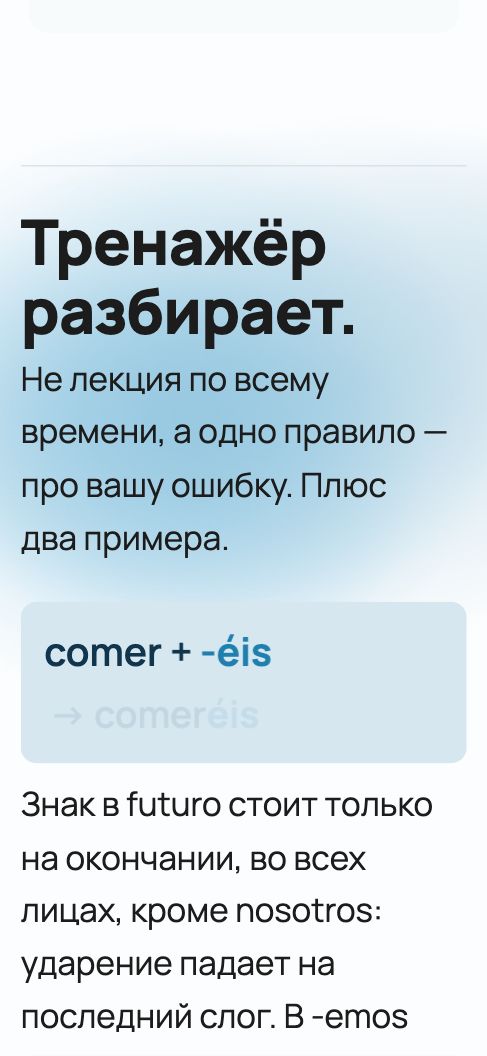 Тренажёр
разбирает.
Не лекция по всему
времени, а одно правило —
про вашу ошибку. Плюс
два примера.
comer + -éis
→ comeréis
Знак в futuro стоит только
на окончании, во всех
лицах, кроме nosotros:
ударение падает на
последний слог. В -emos